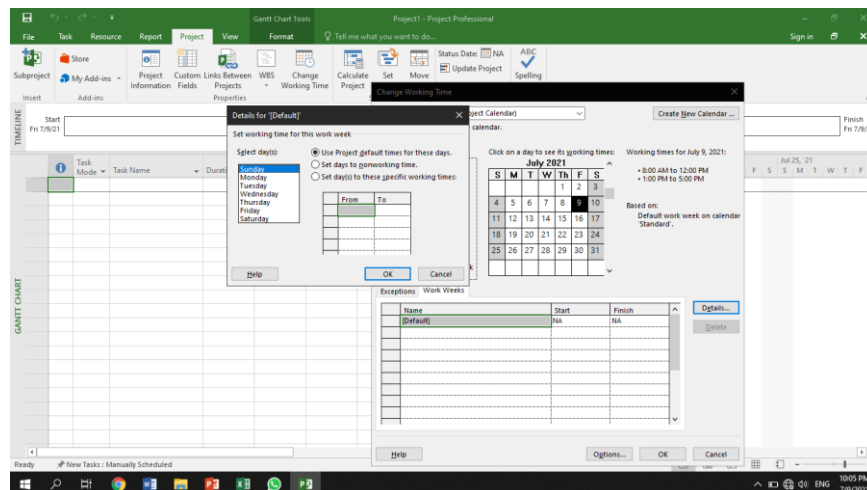 Gantt Chart Tools
Project1 - Project Professional
File Task Resource Report Project View Format Tell me what you want to do... Sign in
Subproject
Store
My Add-ins
Project Information
Custom Fields
Links Between Projects
WBS
Change Working Time
Calculate Project
Set
Move
Status Date: NA
Update Project
ABC
Spelling
Insert Add-ins Properties
TIMELINE
Start
Fri 7/9/21
Finish
Fri 7/9/
Task Mode
Task Name
Durati
Jul 25, '21
F S S M T W T F
GANTT CHART
Change Working Time
ject Calendar)
Create New Calendar ...
calendar.
Click on a day to see its working times:
Working times for July 9, 2021:
July 2021
S M T W Th F S
1 2 3
4 5 6 7 8 9 10
11 12 13 14 15 16 17
18 19 20 21 22 23 24
25 26 27 28 29 30 31
• 8:00 AM to 12:00 PM
• 1:00 PM to 5:00 PM
Based on:
Default work week on calendar
'Standard'.
Exceptions Work Weeks
Name Start Finish
[Default] NA NA
Details...
Delete
Help
Options...
OK
Cancel
Details for '[Default]'
Set working time for this work week
Select day(s):
Sunday
Monday
Tuesday
Wednesday
Thursday
Friday
Saturday
Use Project default times for these days.
Set days to nonworking time.
Set day(s) to these specific working times:
From To
Help
OK
Cancel
Ready New Tasks : Manually Scheduled
ENG
10:05 PM